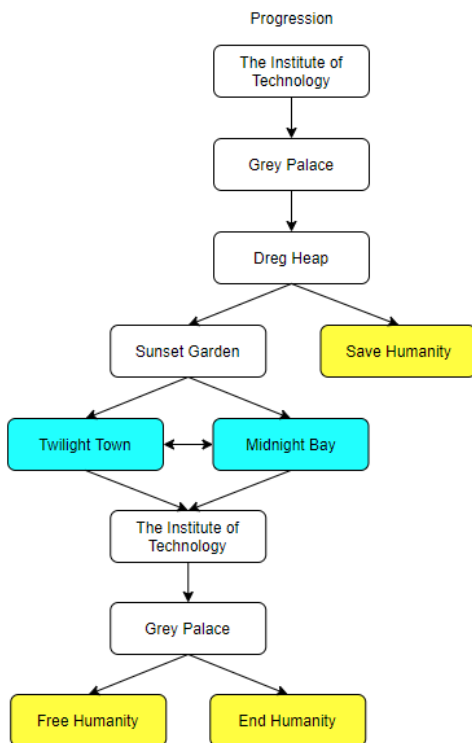 Progression
The Institute of
Technology
Grey Palace
Dreg Heap
Sunset Garden
Save Humanity
Twilight Town
Midnight Bay
The Institute of
Technology
Grey Palace
Free Humanity
End Humanity